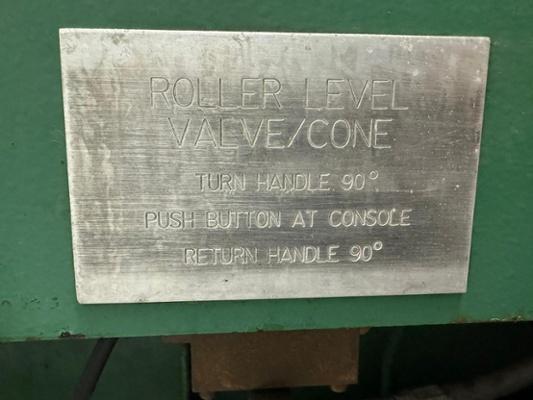 ROLLER LEVEL
VALVE/CONE
TURN HANDLE 90°
PUSH BUTTON AT CONSOLE
RETURN HANDLE 90°